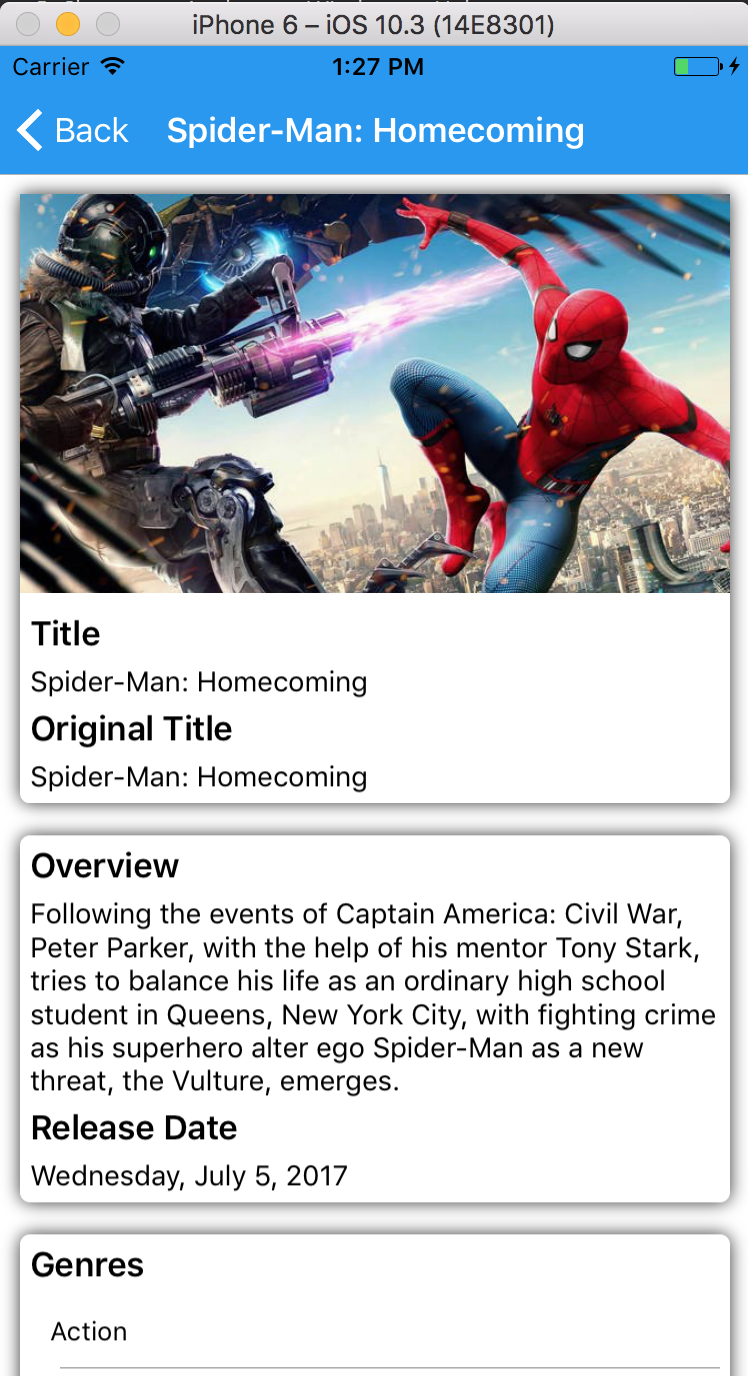 iPhone 6 – iOS 10.3 (14E8301)
Carrier 1:27 PM
Back Spider-Man: Homecoming
Title
Spider-Man: Homecoming
Original Title
Spider-Man: Homecoming
Overview
Following the events of Captain America: Civil War,
Peter Parker, with the help of his mentor Tony Stark,
tries to balance his life as an ordinary high school
student in Queens, New York City, with fighting crime
as his superhero alter ego Spider-Man as a new
threat, the Vulture, emerges.
Release Date
Wednesday, July 5, 2017
Genres
Action